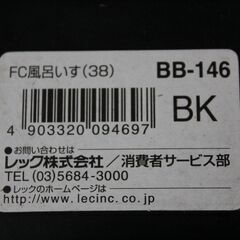 FC風呂いす(38) BB-146
4 903320 094697 BK
●お問い合わせは
レック株式会社/消費者サービス部
TEL (03)5684-3000
●レックのホームページは
http://www.lecinc.co.jp